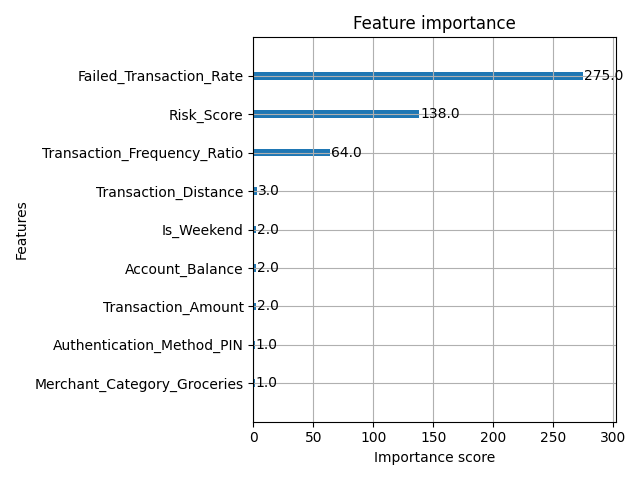 Feature importance
Features
Failed_Transaction_Rate 275.0
Risk_Score 138.0
Transaction_Frequency_Ratio 64.0
Transaction_Distance 3.0
Is_Weekend 2.0
Account_Balance 2.0
Transaction_Amount 2.0
Authentication_Method_PIN 1.0
Merchant_Category_Groceries 1.0
0 50 100 150 200 250 300
Importance score